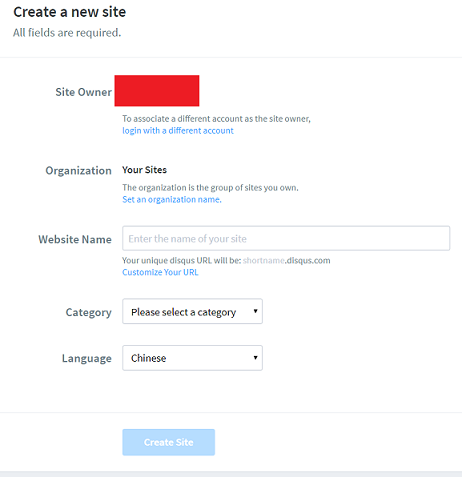 Create a new site
All fields are required.
Site Owner
To associate a different account as the site owner,
login with a different account
Organization
Your Sites
The organization is the group of sites you own.
Set an organization name.
Website Name
Enter the name of your site
Your unique disqus URL will be: shortname.disqus.com
Customize Your URL
Category
Please select a category
Language
Chinese
Create Site